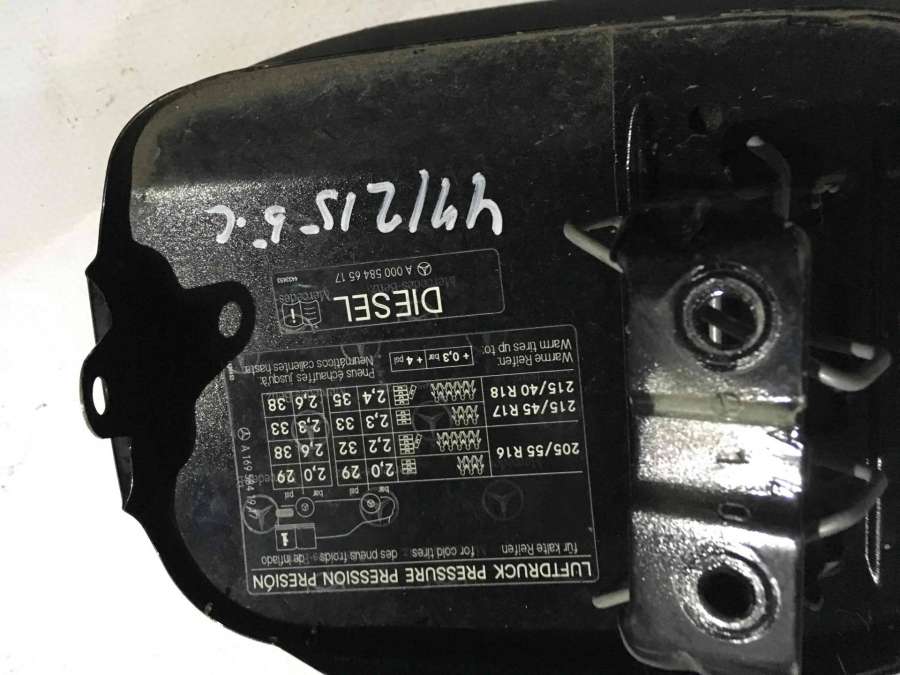 LUFTDRUCK PRESSURE PRESSION PRESIÓN
für kalte Reifen for cold tires des pneus froids de inflado
bar psi bar psi
205/55 R16 2,0 29 2,0 29
2,2 32 2,6 38
215/45 R17 2,3 33 2,3 33
215/40 R18 2,4 35 2,6 38
Warme Reifen: Pneus échauffés jusqu'à:
Warm tires up to: + 0,3 bar + 4 psi Neumáticos calientes hasta
DIESEL
A 000 584 65 17